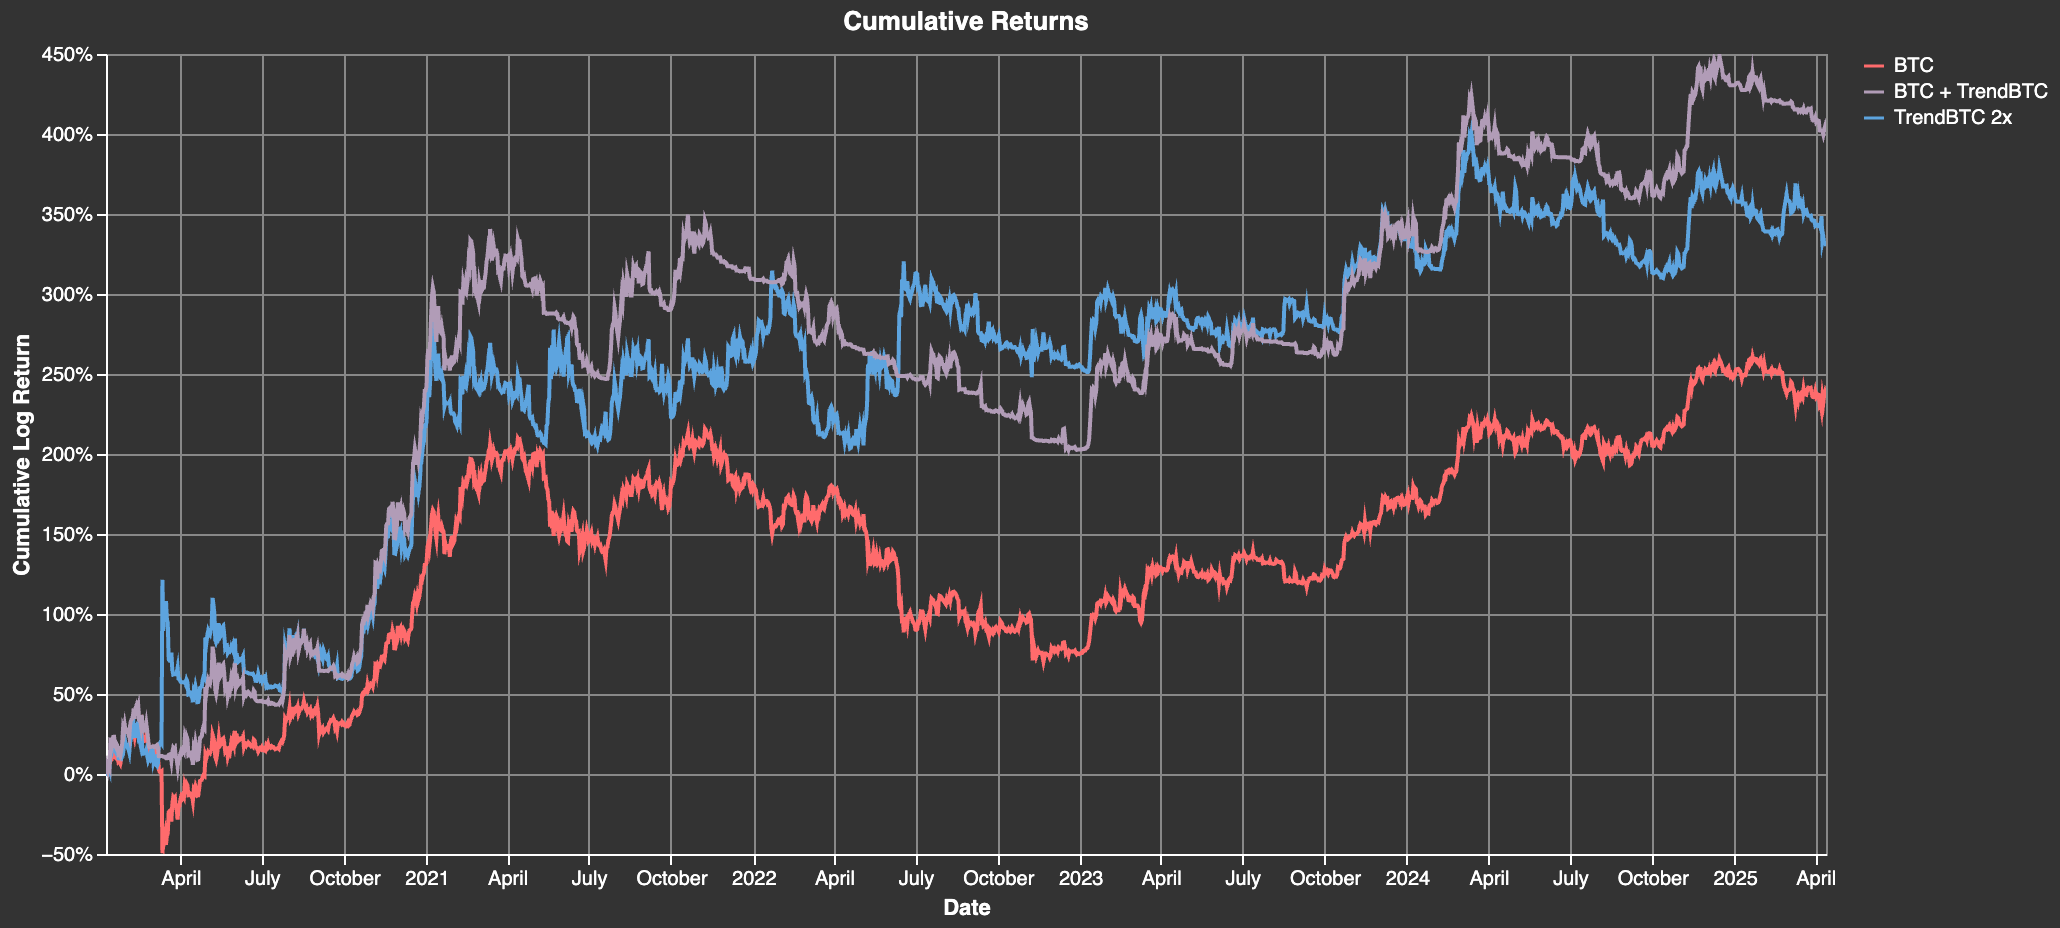 Cumulative Returns
BTC
BTC + TrendBTC
TrendBTC 2x
Cumulative Log Return
450%
400%
350%
300%
250%
200%
150%
100%
50%
0%
–50%
April July October 2021 April July October 2022 April July October 2023 April July October 2024 April July October 2025 April
Date